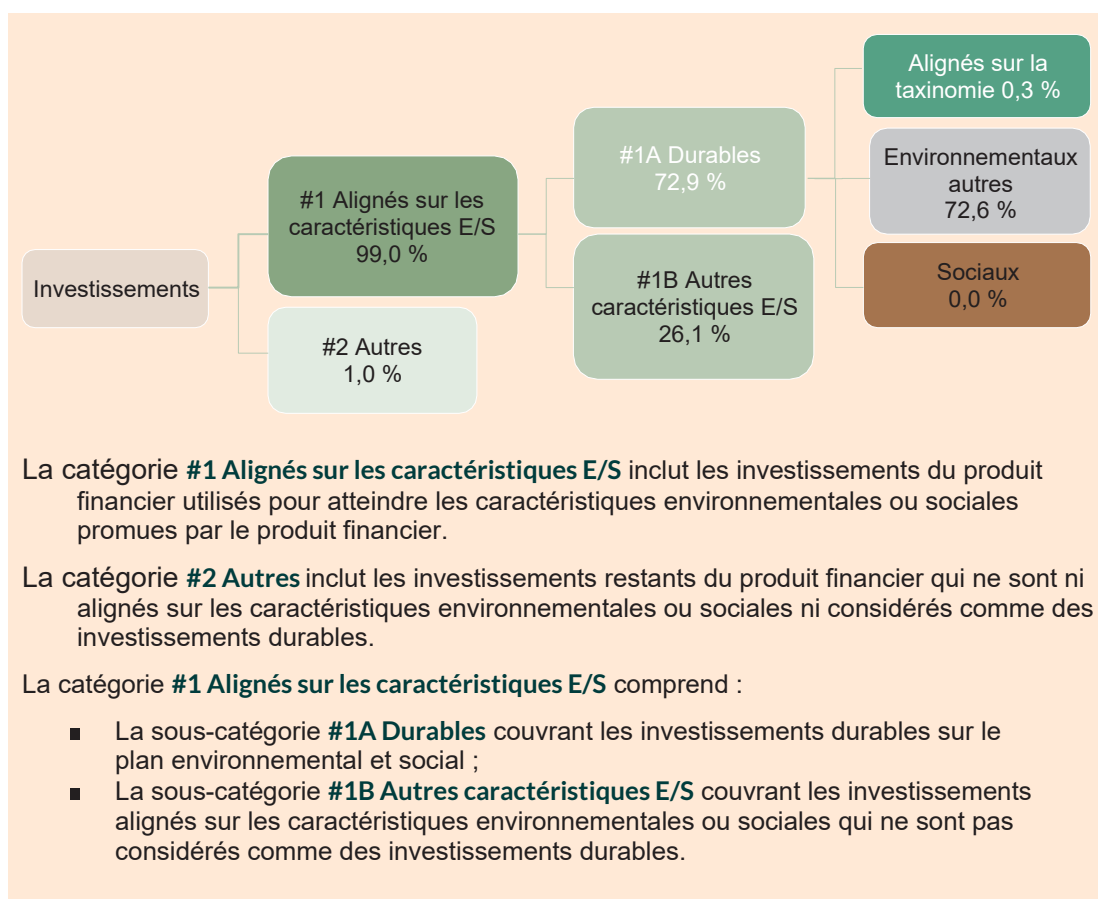 Investissements
#1 Alignés sur les
caractéristiques E/S
99,0 %
#2 Autres
1,0 %
#1A Durables
72,9 %
#1B Autres
caractéristiques E/S
26,1 %
Alignés sur la
taxinomie 0,3 %
Environnementaux
autres
72,6 %
Sociaux
0,0 %
La catégorie #1 Alignés sur les caractéristiques E/S inclut les investissements du produit
financier utilisés pour atteindre les caractéristiques environnementales ou sociales
promues par le produit financier.
La catégorie #2 Autres inclut les investissements restants du produit financier qui ne sont ni
alignés sur les caractéristiques environnementales ou sociales ni considérés comme des
investissements durables.
La catégorie #1 Alignés sur les caractéristiques E/S comprend :
■ La sous-catégorie #1A Durables couvrant les investissements durables sur le
plan environnemental et social ;
■ La sous-catégorie #1B Autres caractéristiques E/S couvrant les investissements
alignés sur les caractéristiques environnementales ou sociales qui ne sont pas
considérés comme des investissements durables.